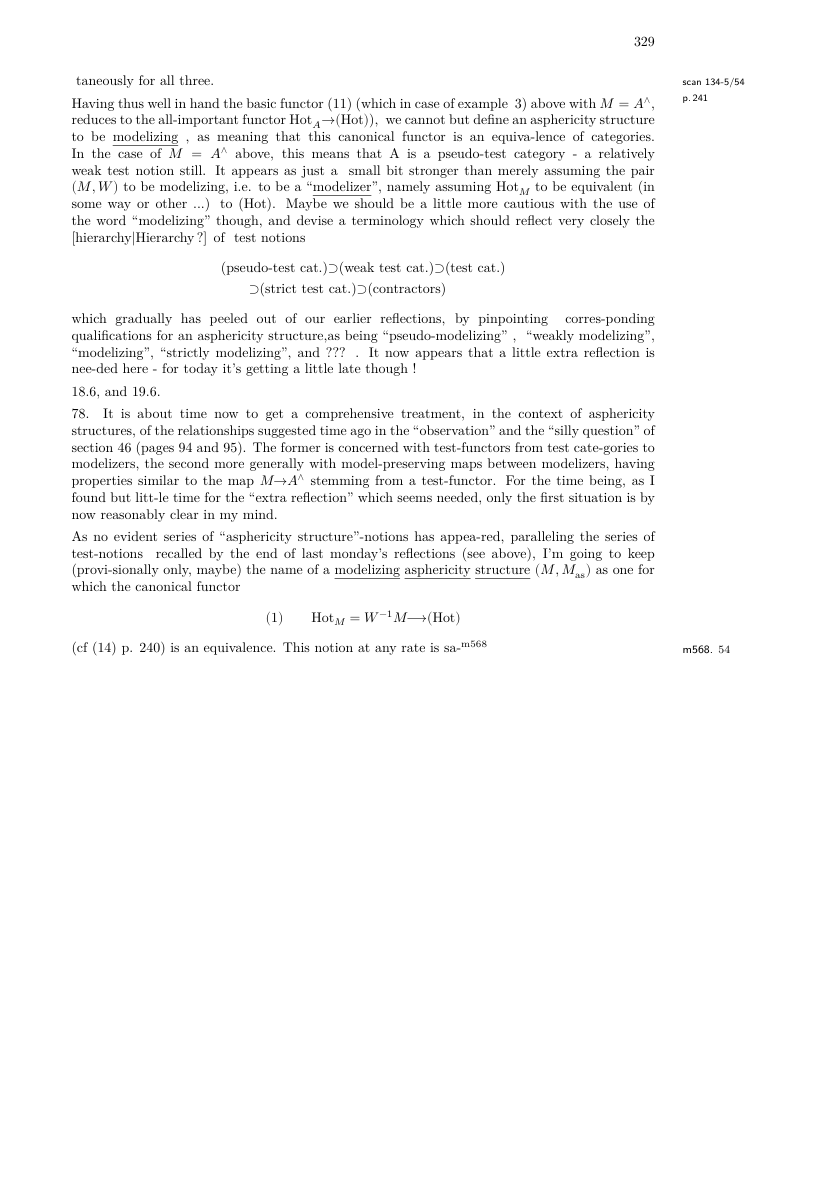 329
taneously for all three.
scan 134-5/54
p. 241
Having thus well in hand the basic functor (11) (which in case of example 3) above with M = A^,
reduces to the all-important functor Hot_A→(Hot)), we cannot but define an asphericity structure
to be modelizing , as meaning that this canonical functor is an equiva-lence of categories.
In the case of M = A^ above, this means that A is a pseudo-test category - a relatively
weak test notion still. It appears as just a small bit stronger than merely assuming the pair
(M, W) to be modelizing, i.e. to be a “modelizer”, namely assuming Hot_M to be equivalent (in
some way or other ...) to (Hot). Maybe we should be a little more cautious with the use of
the word “modelizing” though, and devise a terminology which should reflect very closely the
[hierarchy|Hierarchy ?] of test notions
(pseudo-test cat.)⊃(weak test cat.)⊃(test cat.)
⊃(strict test cat.)⊃(contractors)
which gradually has peeled out of our earlier reflections, by pinpointing corres-ponding
qualifications for an asphericity structure,as being “pseudo-modelizing” , “weakly modelizing”,
“modelizing”, “strictly modelizing”, and ??? . It now appears that a little extra reflection is
nee-ded here - for today it’s getting a little late though !
18.6, and 19.6.
78. It is about time now to get a comprehensive treatment, in the context of asphericity
structures, of the relationships suggested time ago in the “observation” and the “silly question” of
section 46 (pages 94 and 95). The former is concerned with test-functors from test cate-gories to
modelizers, the second more generally with model-preserving maps between modelizers, having
properties similar to the map M→A^ stemming from a test-functor. For the time being, as I
found but litt-le time for the “extra reflection” which seems needed, only the first situation is by
now reasonably clear in my mind.
As no evident series of “asphericity structure”-notions has appea-red, paralleling the series of
test-notions recalled by the end of last monday’s reflections (see above), I’m going to keep
(provi-sionally only, maybe) the name of a modelizing asphericity structure (M, M_as) as one for
which the canonical functor
(1) Hot_M = W^−1 M⟶(Hot)
(cf (14) p. 240) is an equivalence. This notion at any rate is sa-^m568
m568. 54